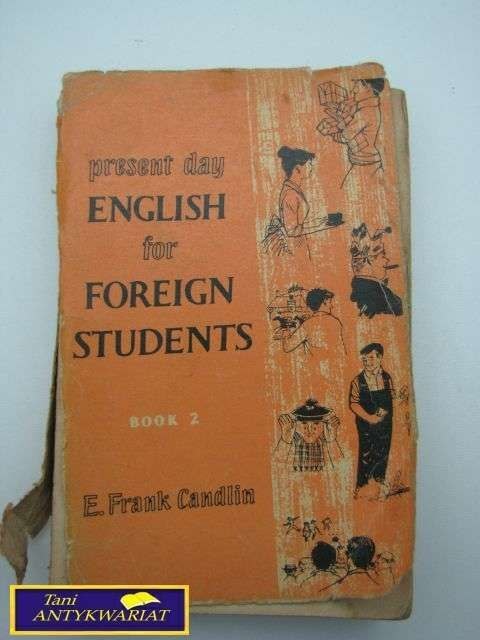 present day
ENGLISH
for
FOREIGN
STUDENTS
BOOK 2
E. Frank Candlin
Tani
ANTYKWARIAT